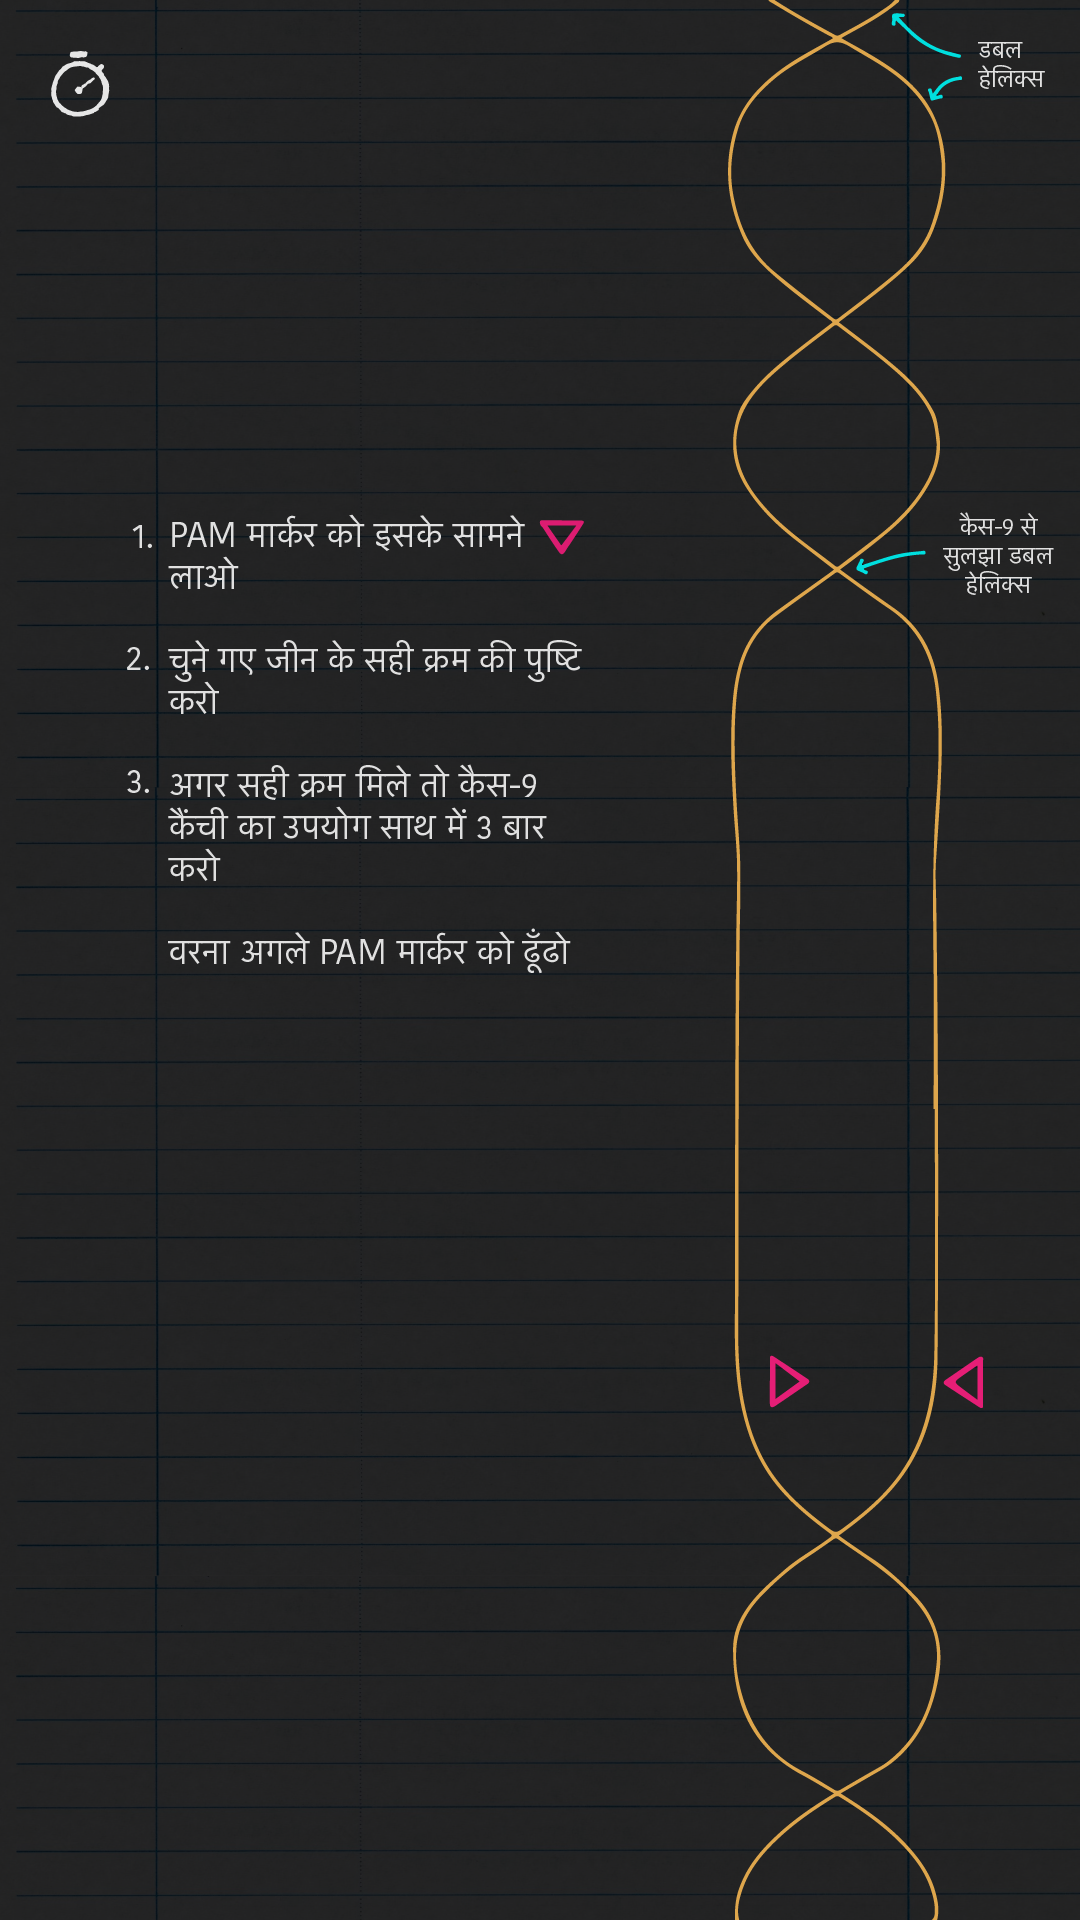 डबल
हेलिक्स
1. PAM मार्कर को इसके सामने
लाओ
कैस-9 से
सुलझा डबल
हेलिक्स
2. चुने गए जीन के सही क्रम की पुष्टि
करो
3. अगर सही क्रम मिले तो कैस-9
कैंची का उपयोग साथ में 3 बार
करो
वरना अगले PAM मार्कर को ढूँढो